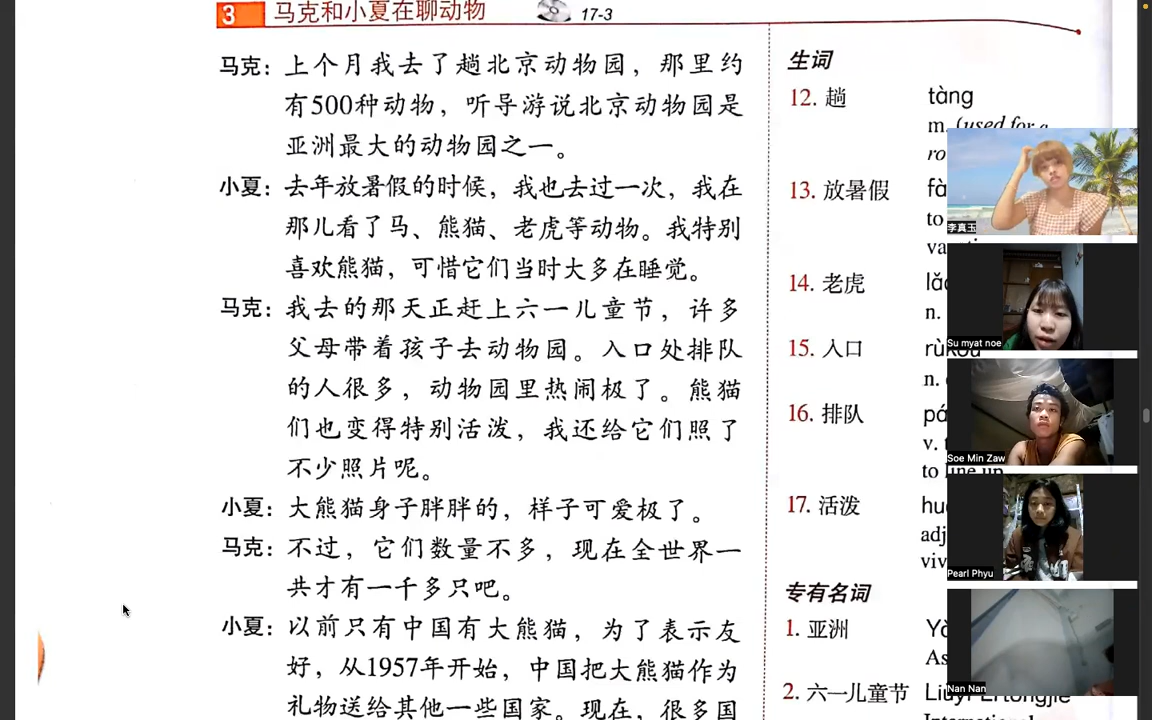 3 马克和小夏在聊动物 17-3
马克：上个月我去了趟北京动物园，那里约
有500种动物，听导游说北京动物园是
亚洲最大的动物园之一。
小夏：去年放暑假的时候，我也去过一次，我在
那儿看了马、熊猫、老虎等动物。我特别
喜欢熊猫，可惜它们当时大多在睡觉。
马克：我去的那天正赶上六一儿童节，许多
父母带着孩子去动物园。入口处排队
的人很多，动物园里热闹极了。熊猫
们也变得特别活泼，我还给它们照了
不少照片呢。
小夏：大熊猫身子胖胖的，样子可爱极了。
马克：不过，它们数量不多，现在全世界一
共才有一千多只吧。
小夏：以前只有中国有大熊猫，为了表示友
好，从1957年开始，中国把大熊猫作为
礼物送给其他一些国家。现在，很多国
生词
12. 趟 tàng
m. (used for a
13. 放暑假
to
14. 老虎
n.
15. 入口 rùkǒu
n.
16. 排队
v. t
to line up
17. 活泼
adj
专有名词
1. 亚洲
As
2. 六一儿童节 Liùyī Értóngjié
International
李真玉
Su myat noe
Soe Min Zaw
Pearl Phyu
Nan Nan